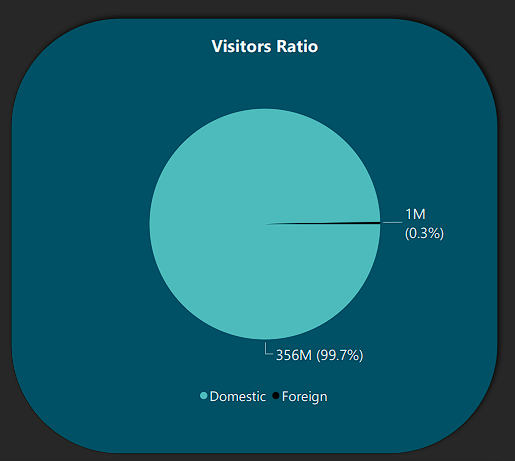 Visitors Ratio
1M
(0.3%)
356M (99.7%)
Domestic Foreign